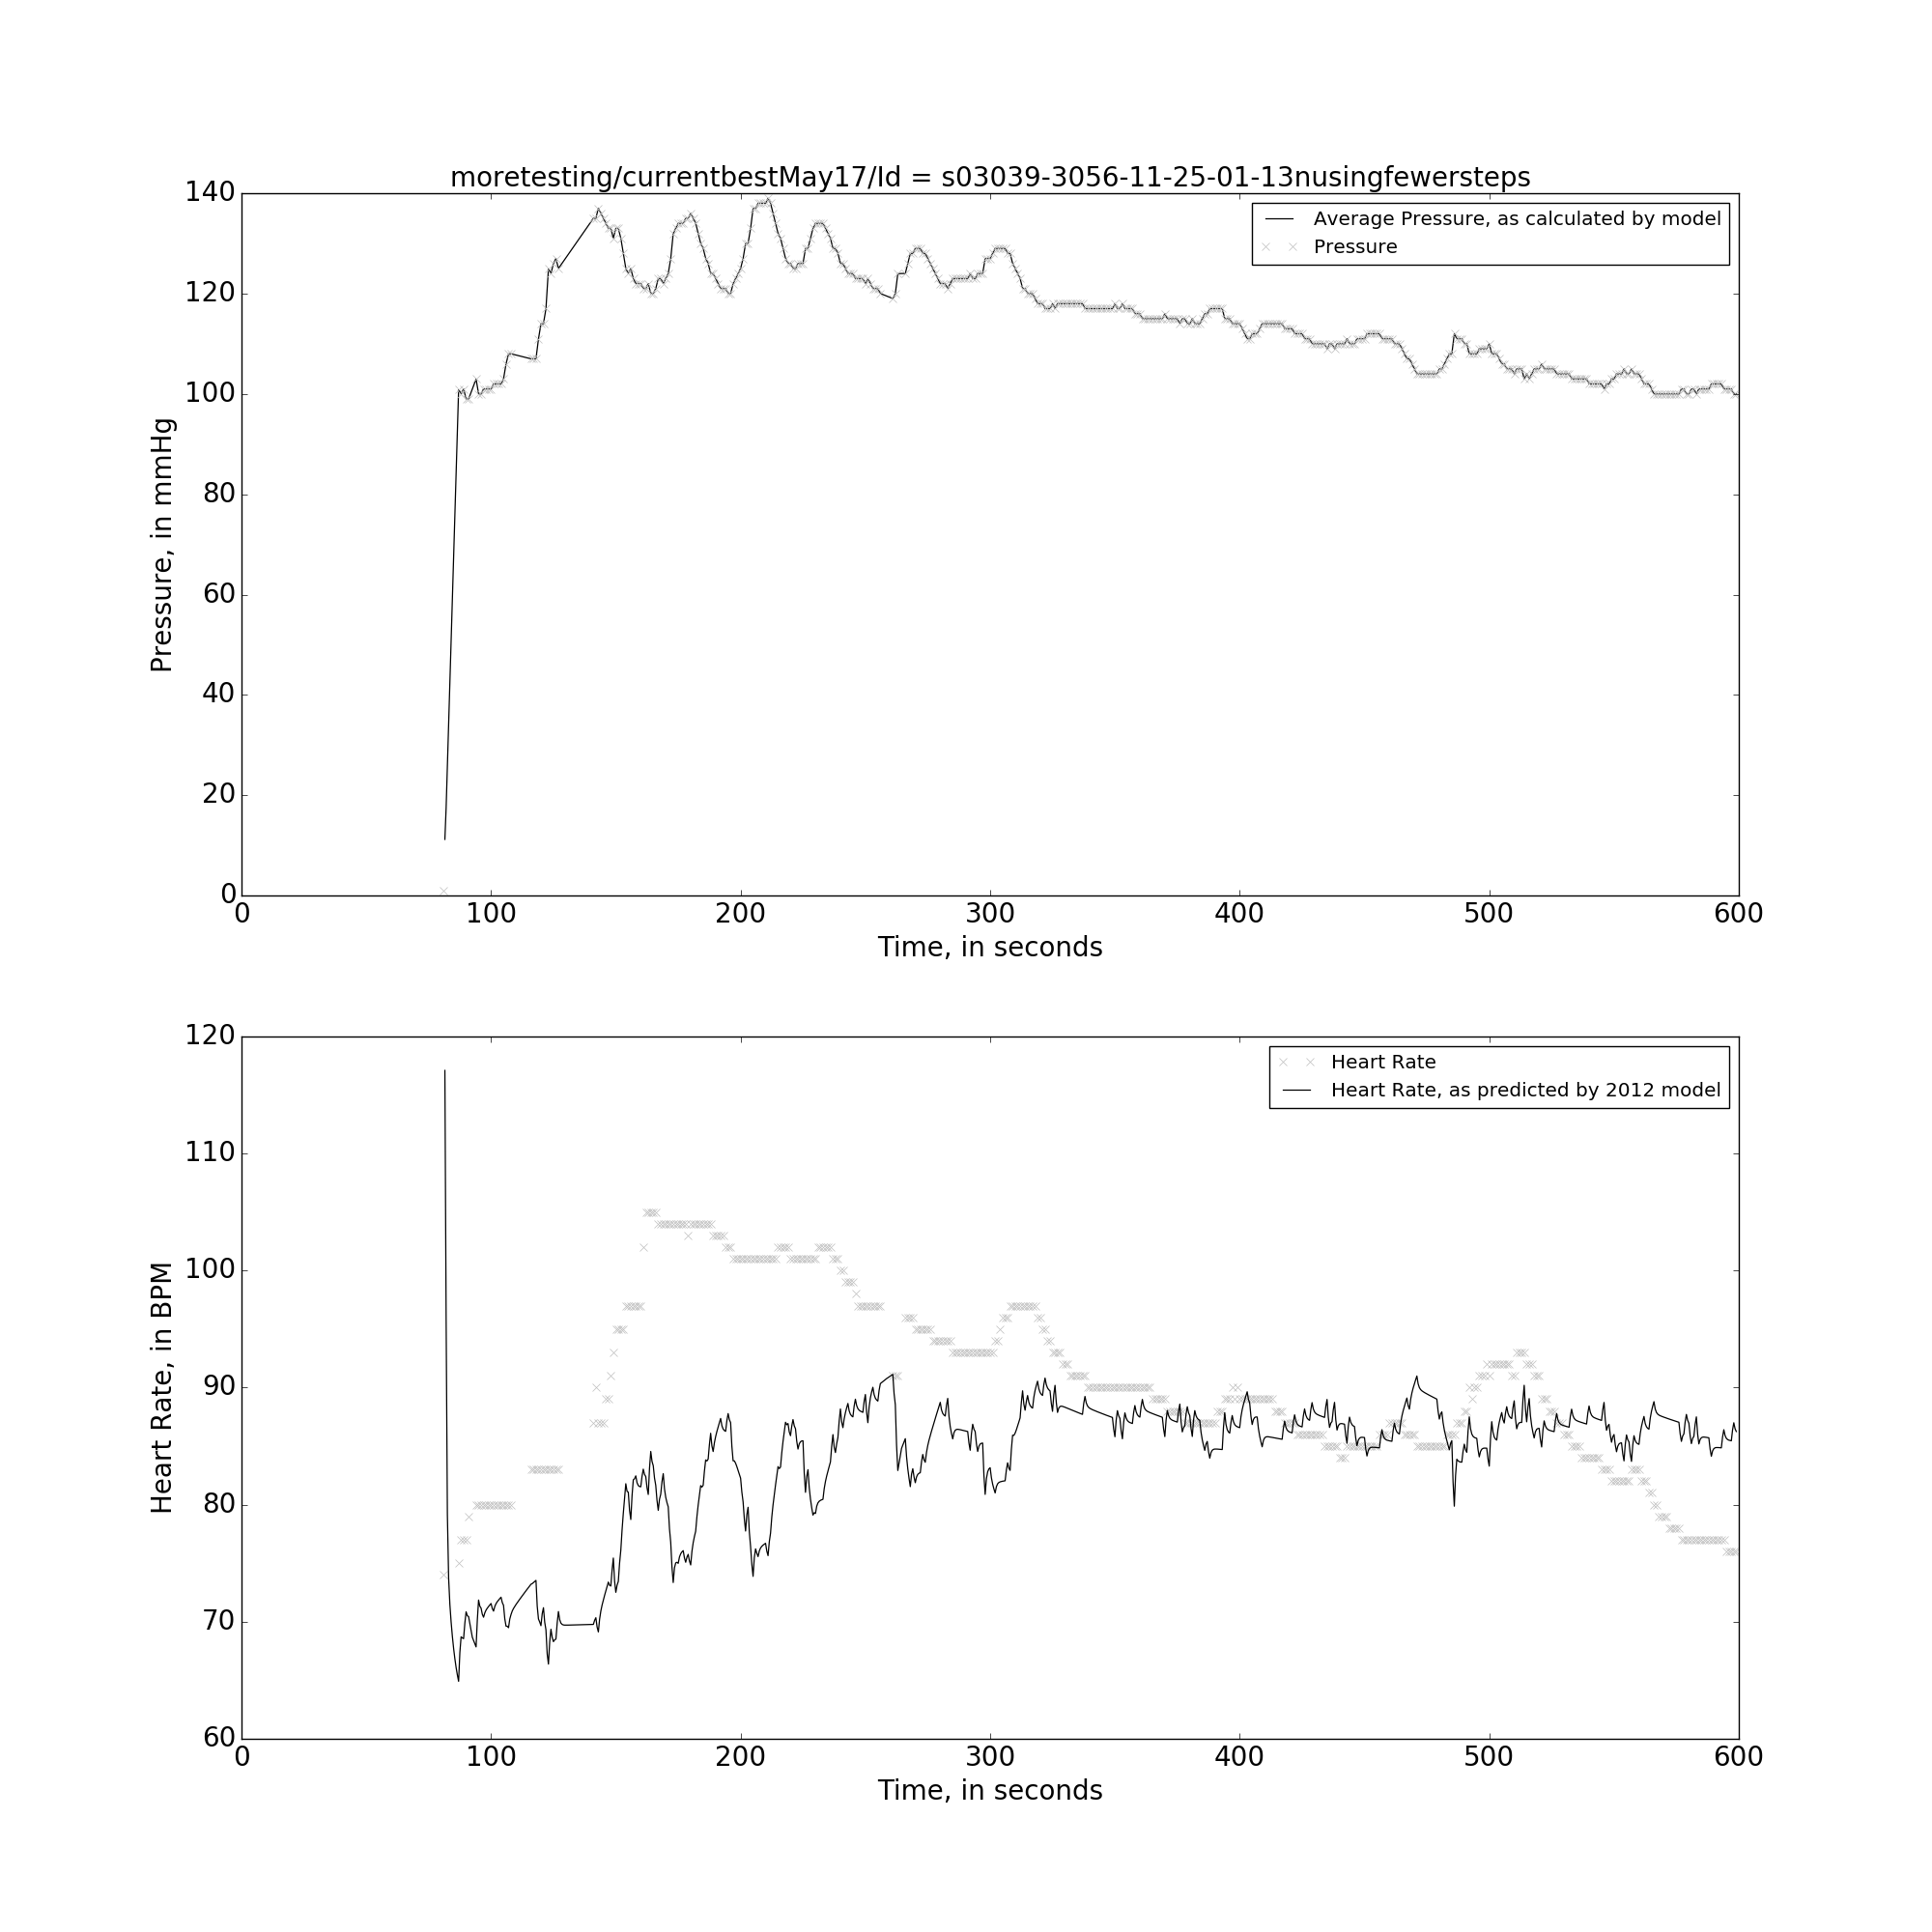 moretesting/currentbestMay17/Id = s03039-3056-11-25-01-13nusingfewersteps
140
120
100
80
60
40
20
0
Pressure, in mmHg
Average Pressure, as calculated by model
Pressure
0 100 200 300 400 500 600
Time, in seconds
120
110
100
90
80
70
60
Heart Rate, in BPM
Heart Rate
Heart Rate, as predicted by 2012 model
0 100 200 300 400 500 600
Time, in seconds